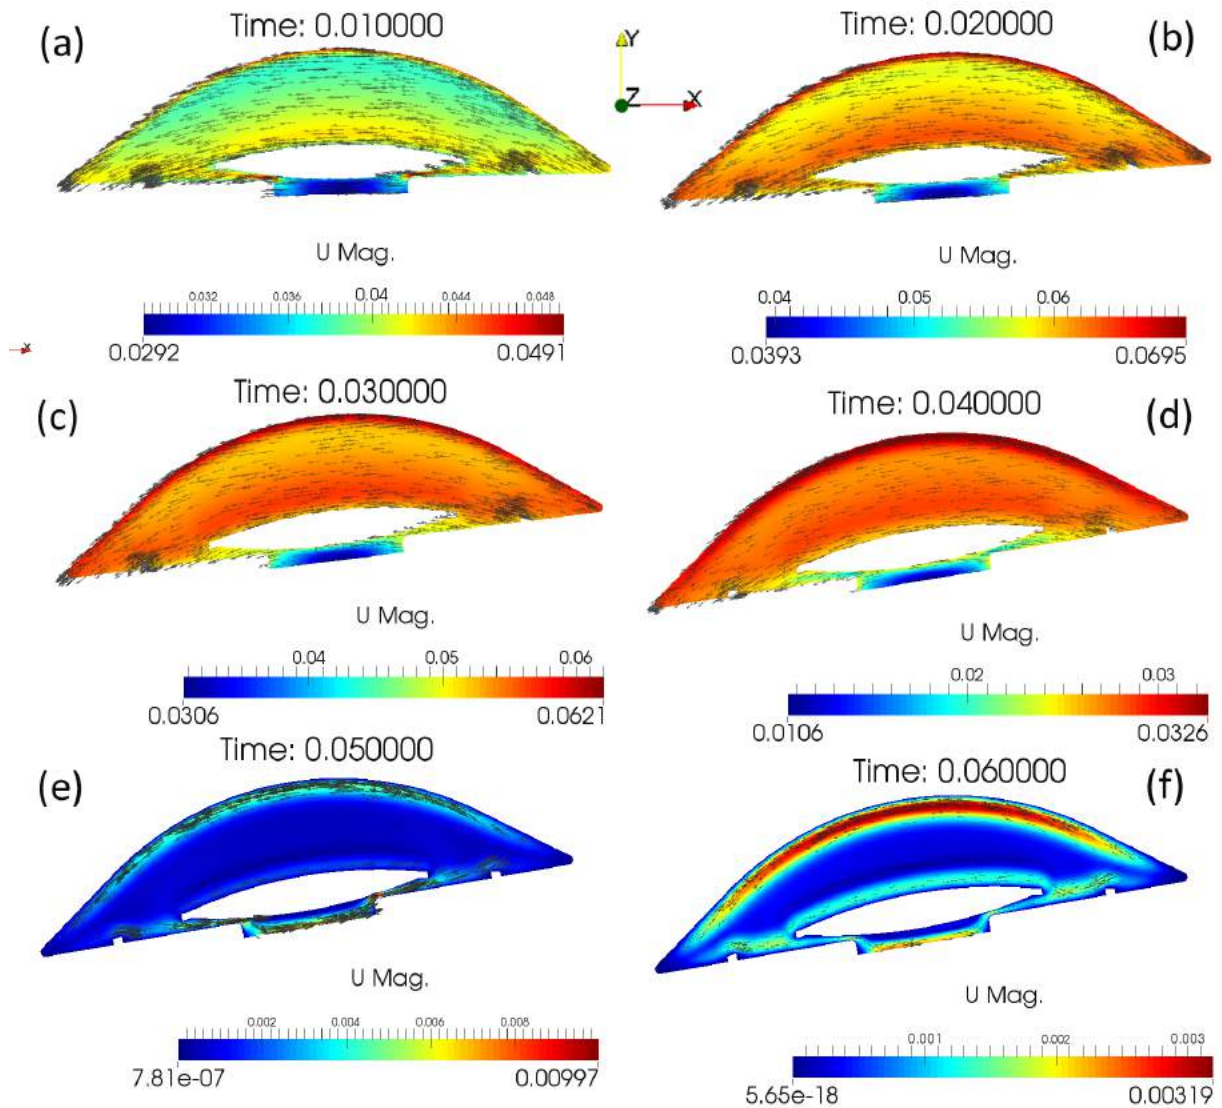 (a) Time: 0.010000
Time: 0.020000 (b)
Y
Z X
U Mag.
0.032 0.036 0.04 0.044 0.048
0.0292 0.0491
U Mag.
0.04 0.05 0.06
0.0393 0.0695
x
(c) Time: 0.030000
Time: 0.040000 (d)
U Mag.
0.04 0.05 0.06
0.0306 0.0621
U Mag.
0.02 0.03
0.0106 0.0326
(e) Time: 0.050000
Time: 0.060000 (f)
U Mag.
0.002 0.004 0.006 0.008
7.81e-07 0.00997
U Mag.
0.001 0.002 0.003
5.65e-18 0.00319